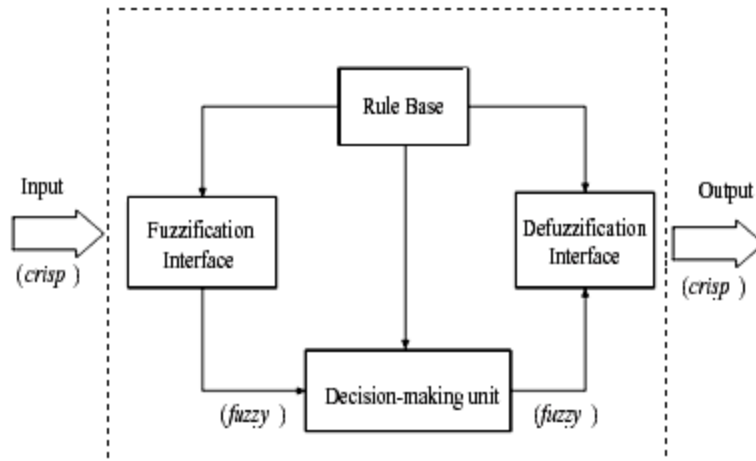 Rule Base
Input
(crisp )
Fuzzification
Interface
Defuzzification
Interface
Output
(crisp )
Decision-making unit
(fuzzy )
(fuzzy )